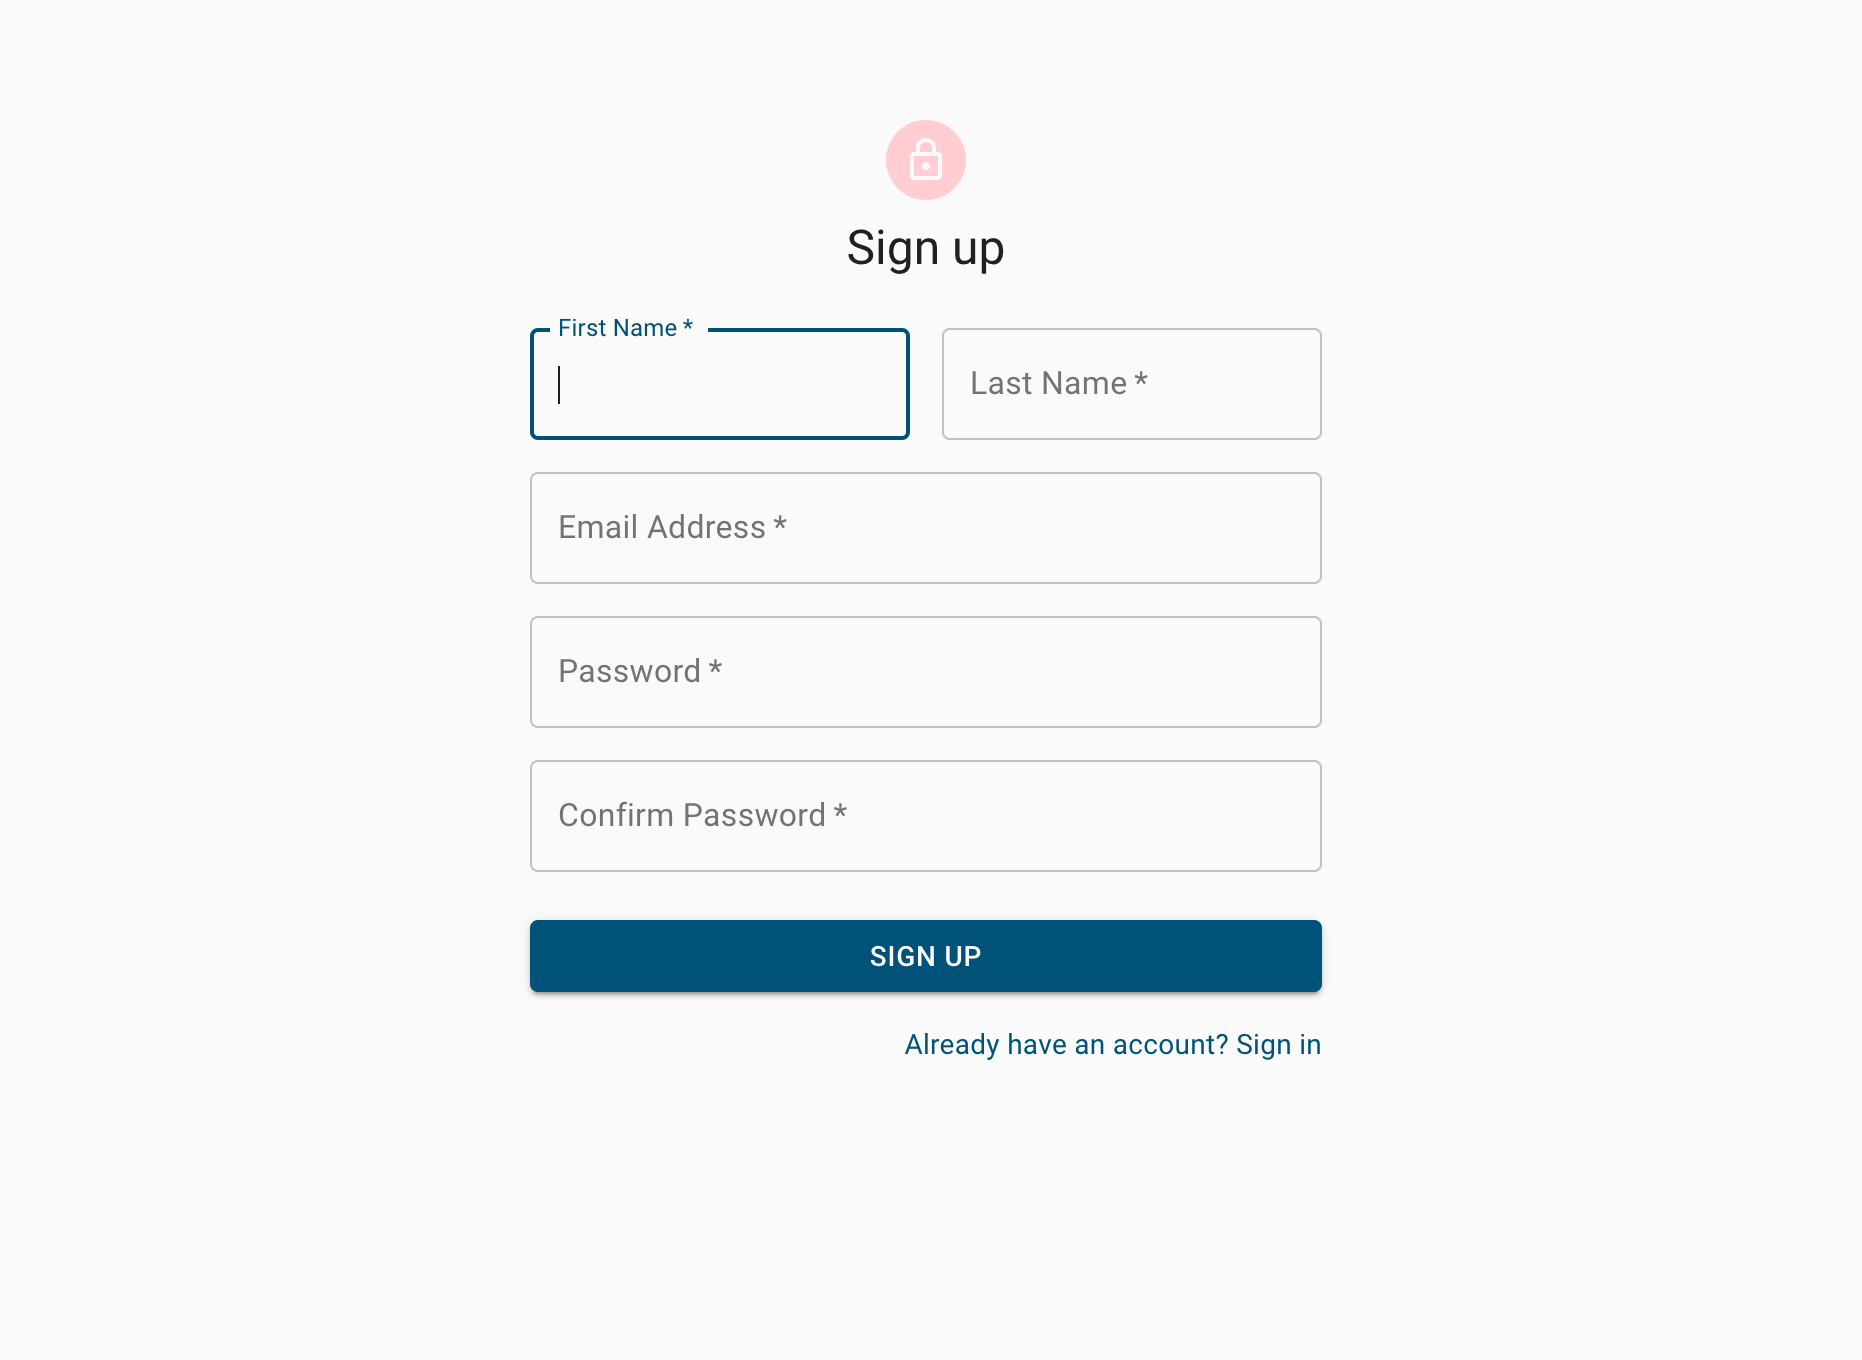 Sign up
First Name *
Last Name *
Email Address *
Password *
Confirm Password *
SIGN UP
Already have an account? Sign in